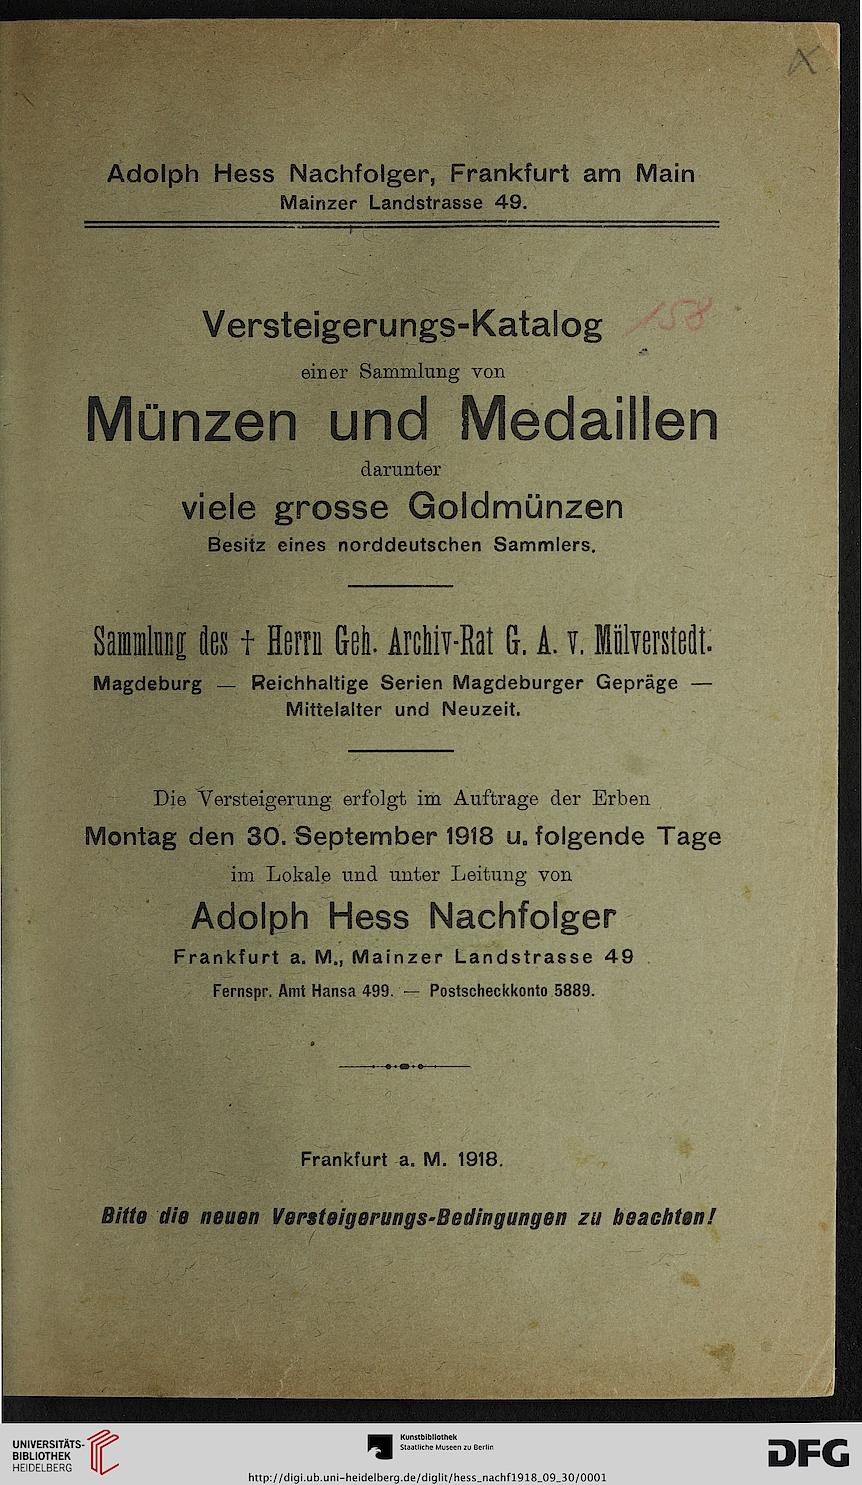 X
Adolph Hess Nachfolger, Frankfurt am Main
Mainzer Landstrasse 49.
Versteigerungs-Katalog
158
einer Sammlung von
Münzen und Medaillen
darunter
viele grosse Goldmünzen
Besitz eines norddeutschen Sammlers.
Sammlung des † Herrn Geh. Archiv-Rat G. A. v. Mülverstedt.
Magdeburg — Reichhaltige Serien Magdeburger Gepräge —
Mittelalter und Neuzeit.
Die Versteigerung erfolgt im Auftrage der Erben
Montag den 30. September 1918 u. folgende Tage
im Lokale und unter Leitung von
Adolph Hess Nachfolger
Frankfurt a. M., Mainzer Landstrasse 49
Fernspr. Amt Hansa 499. — Postscheckkonto 5889.
Frankfurt a. M. 1918.
Bitte die neuen Versteigerungs-Bedingungen zu beachten!
UNIVERSITÄTS-
BIBLIOTHEK
HEIDELBERG
Kunstbibliothek
Staatliche Museen zu Berlin
DFG
http://digi.ub.uni-heidelberg.de/diglit/hess_nachf1918_09_30/0001